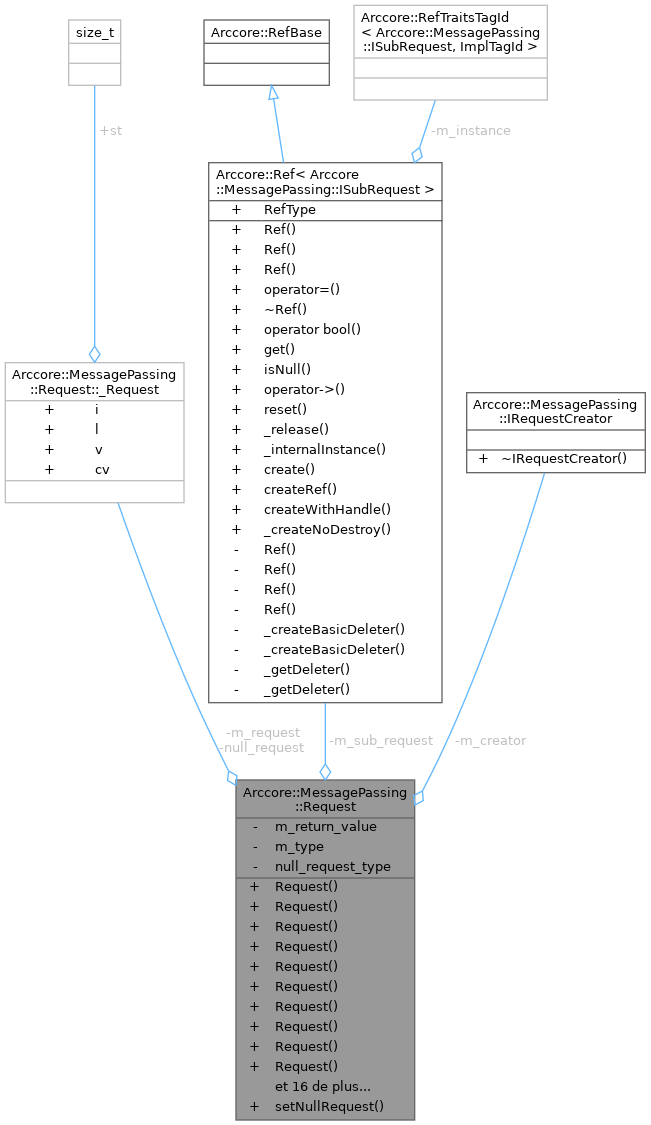 size_t
Arccore::RefBase
Arccore::RefTraitsTagId
< Arccore::MessagePassing
::ISubRequest, ImplTagId >
+st
-m_instance
Arccore::Ref< Arccore
::MessagePassing::ISubRequest >
+ RefType
+ Ref()
+ Ref()
+ Ref()
+ operator=()
+ ~Ref()
+ operator bool()
+ get()
+ isNull()
+ operator->()
+ reset()
+ _release()
+ _internalInstance()
+ create()
+ createRef()
+ createWithHandle()
+ _createNoDestroy()
- Ref()
- Ref()
- Ref()
- Ref()
- _createBasicDeleter()
- _createBasicDeleter()
- _getDeleter()
- _getDeleter()
Arccore::MessagePassing
::Request::_Request
+ i
+ l
+ v
+ cv
Arccore::MessagePassing
::IRequestCreator
+ ~IRequestCreator()
-m_request
-null_request
-m_sub_request
-m_creator
Arccore::MessagePassing
::Request
- m_return_value
- m_type
- null_request_type
+ Request()
+ Request()
+ Request()
+ Request()
+ Request()
+ Request()
+ Request()
+ Request()
+ Request()
+ Request()
et 16 de plus...
+ setNullRequest()